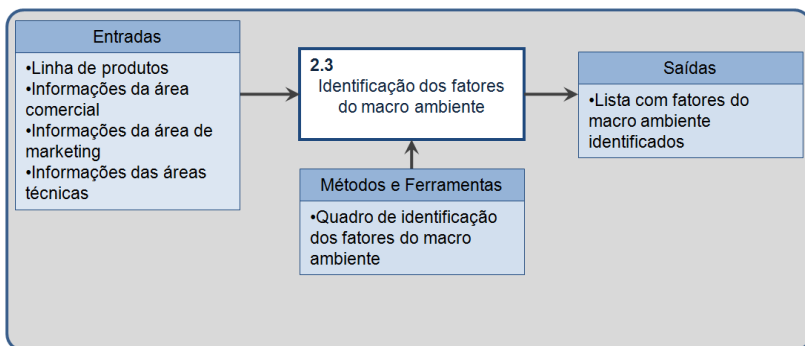 Entradas
•Linha de produtos
•Informações da área
comercial
•Informações da área de
marketing
•Informações das áreas
técnicas
2.3
Identificação dos fatores
do macro ambiente
Métodos e Ferramentas
•Quadro de identificação
dos fatores do macro
ambiente
Saídas
•Lista com fatores do
macro ambiente
identificados